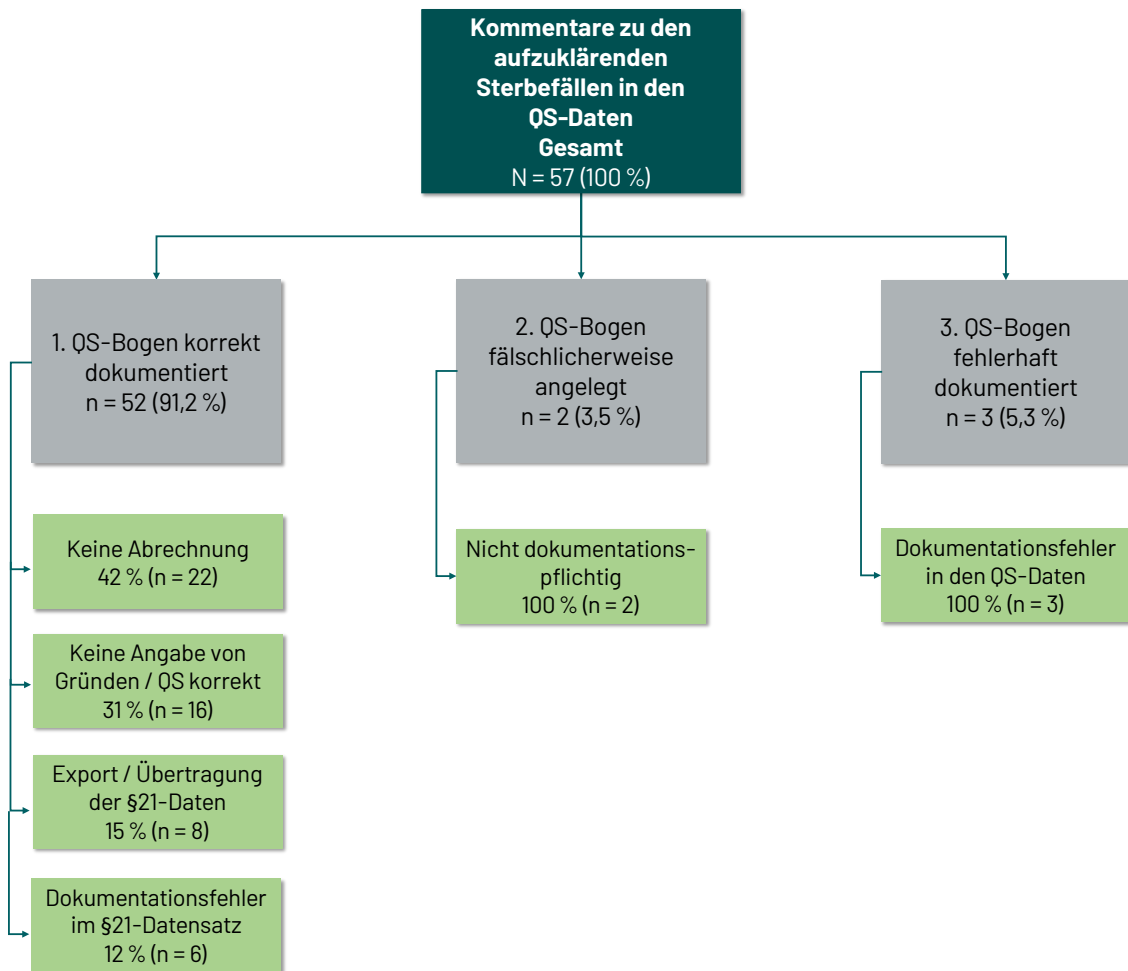 Kommentare zu den
aufzuklärenden
Sterbefällen in den
QS-Daten
Gesamt
N = 57 (100 %)
1. QS-Bogen korrekt
dokumentiert
n = 52 (91,2 %)
2. QS-Bogen
fälschlicherweise
angelegt
n = 2 (3,5 %)
3. QS-Bogen
fehlerhaft
dokumentiert
n = 3 (5,3 %)
Keine Abrechnung
42 % (n = 22)
Keine Angabe von
Gründen / QS korrekt
31 % (n = 16)
Export / Übertragung
der §21-Daten
15 % (n = 8)
Dokumentationsfehler
im §21-Datensatz
12 % (n = 6)
Nicht dokumentations-
pflichtig
100 % (n = 2)
Dokumentationsfehler
in den QS-Daten
100 % (n = 3)